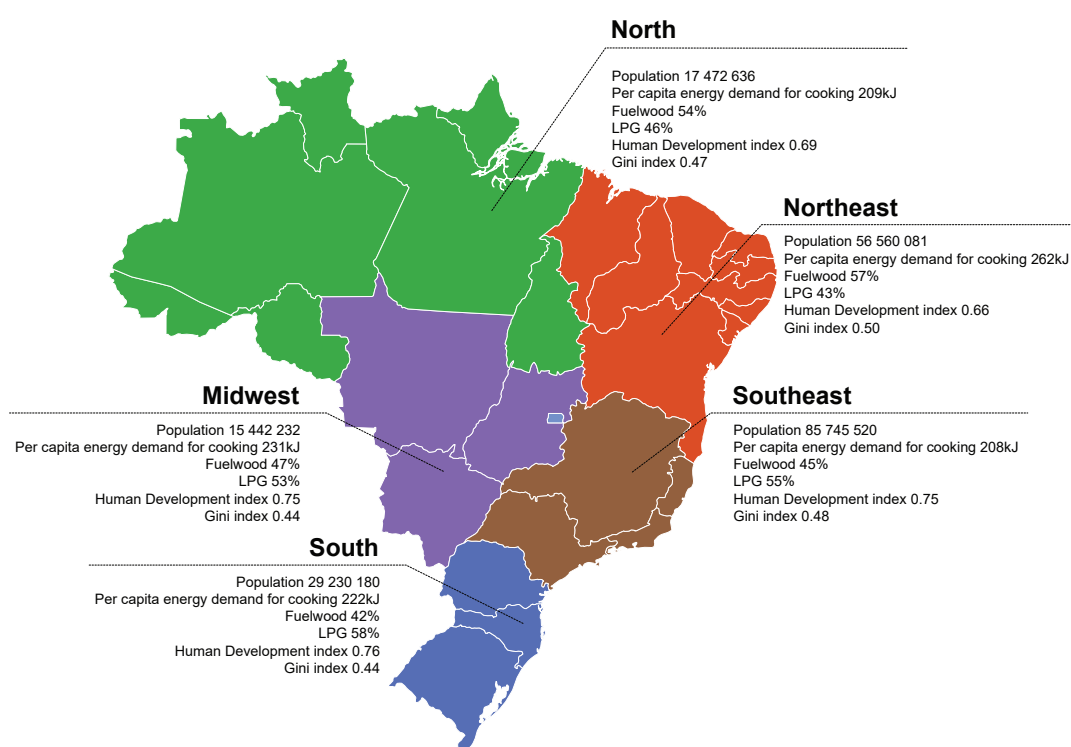 North
Population 17 472 636
Per capita energy demand for cooking 209kJ
Fuelwood 54%
LPG 46%
Human Development index 0.69
Gini index 0.47
Northeast
Population 56 560 081
Per capita energy demand for cooking 262kJ
Fuelwood 57%
LPG 43%
Human Development index 0.66
Gini index 0.50
Midwest
Population 15 442 232
Per capita energy demand for cooking 231kJ
Fuelwood 47%
LPG 53%
Human Development index 0.75
Gini index 0.44
Southeast
Population 85 745 520
Per capita energy demand for cooking 208kJ
Fuelwood 45%
LPG 55%
Human Development index 0.75
Gini index 0.48
South
Population 29 230 180
Per capita energy demand for cooking 222kJ
Fuelwood 42%
LPG 58%
Human Development index 0.76
Gini index 0.44